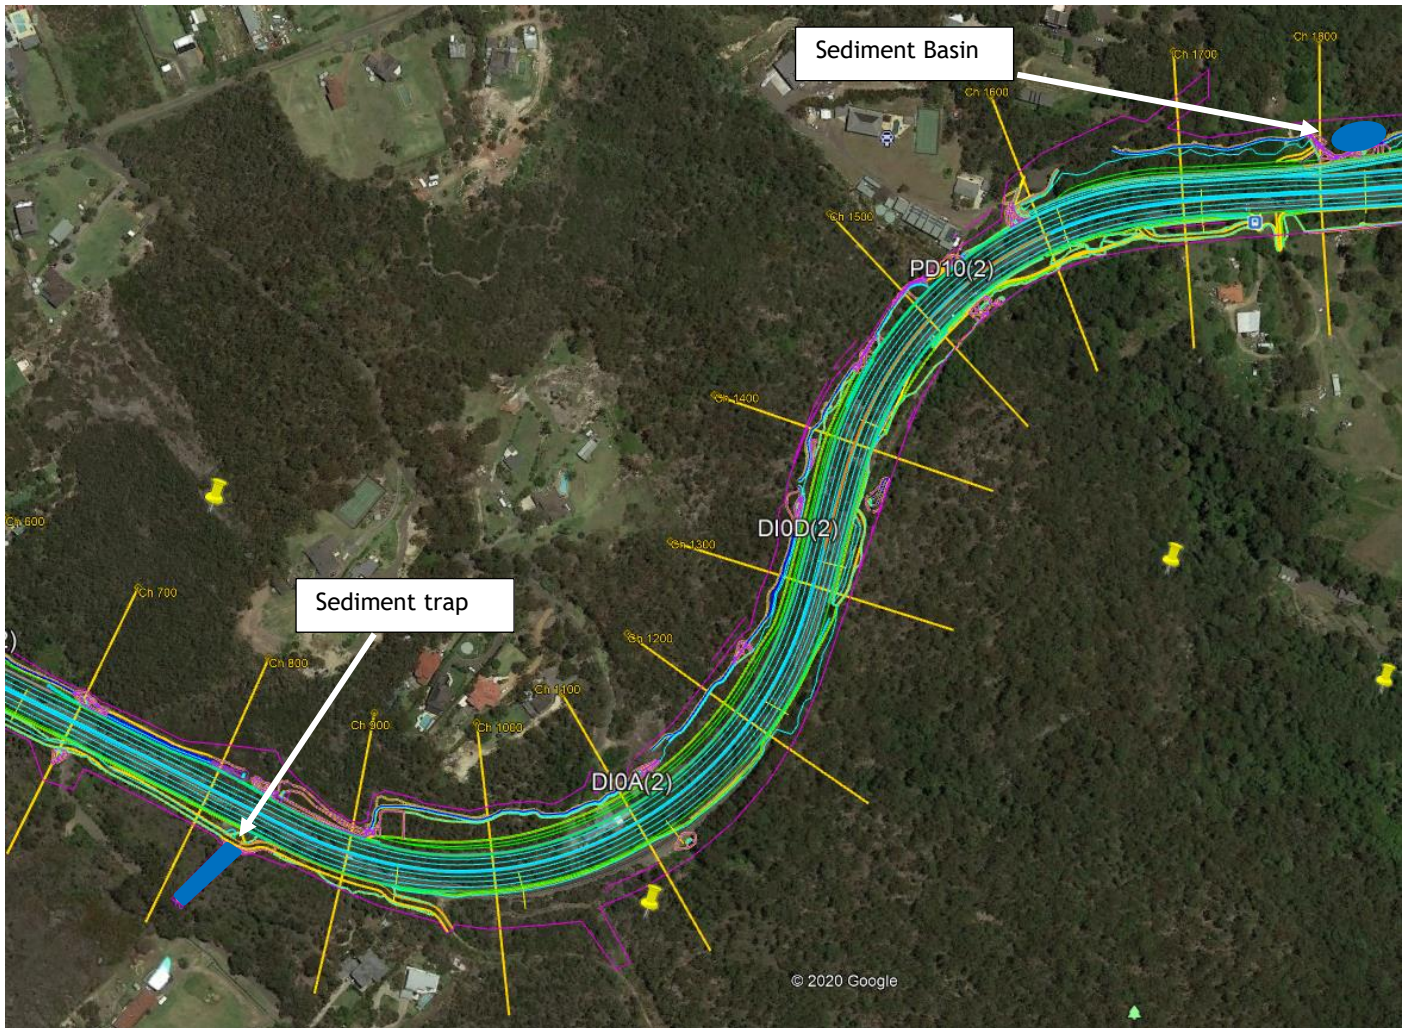 Sediment Basin
Ch 1700
Ch 1800
Ch 1600
Ch 1500
PD10(2)
Ch 1400
Ch 600
DI0D(2)
Ch 1300
Sediment trap
Ch 700
2)
Ch 1200
Ch 800
Ch 1100
Ch 900
Ch 1000
DI0A(2)
© 2020 Google